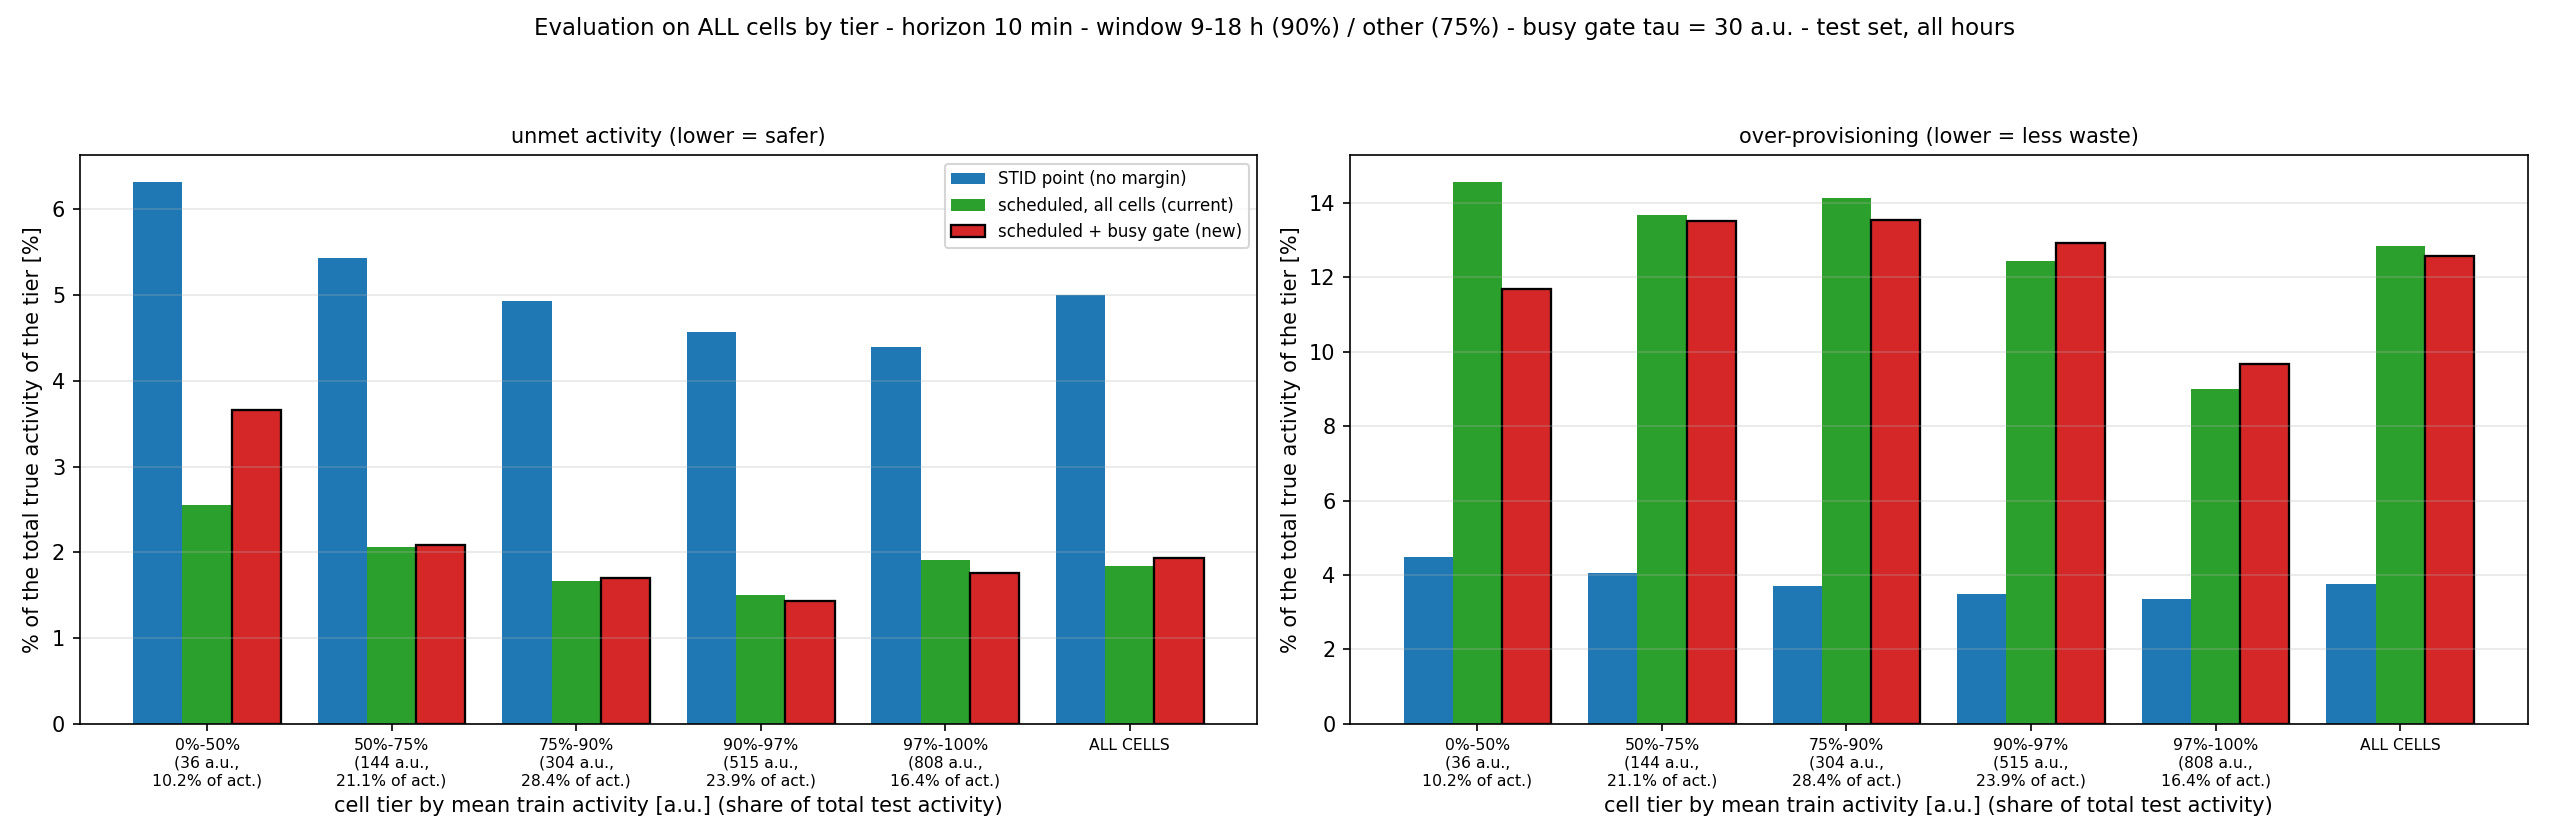 Evaluation on ALL cells by tier - horizon 10 min - window 9-18 h (90%) / other (75%) - busy gate tau = 30 a.u. - test set, all hours
unmet activity (lower = safer)
% of the total true activity of the tier [%]
6
5
4
3
2
1
0
STID point (no margin)
scheduled, all cells (current)
scheduled + busy gate (new)
0%-50%
(36 a.u.,
10.2% of act.)
50%-75%
(144 a.u.,
21.1% of act.)
75%-90%
(304 a.u.,
28.4% of act.)
90%-97%
(515 a.u.,
23.9% of act.)
97%-100%
(808 a.u.,
16.4% of act.)
ALL CELLS
cell tier by mean train activity [a.u.] (share of total test activity)
over-provisioning (lower = less waste)
% of the total true activity of the tier [%]
14
12
10
8
6
4
2
0
0%-50%
(36 a.u.,
10.2% of act.)
50%-75%
(144 a.u.,
21.1% of act.)
75%-90%
(304 a.u.,
28.4% of act.)
90%-97%
(515 a.u.,
23.9% of act.)
97%-100%
(808 a.u.,
16.4% of act.)
ALL CELLS
cell tier by mean train activity [a.u.] (share of total test activity)